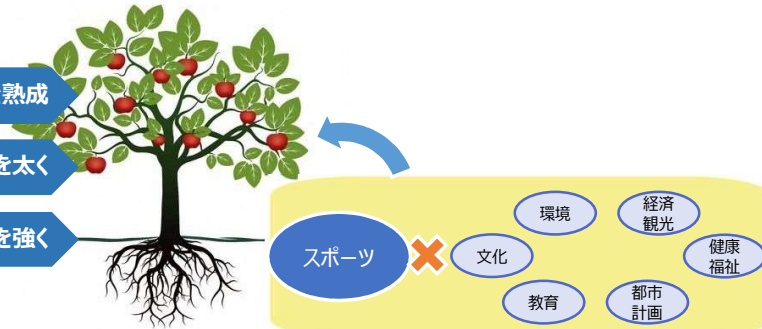 熟成
を太く
を強く
スポーツ
環境
経済
観光
文化
健康
福祉
教育
都市
計画